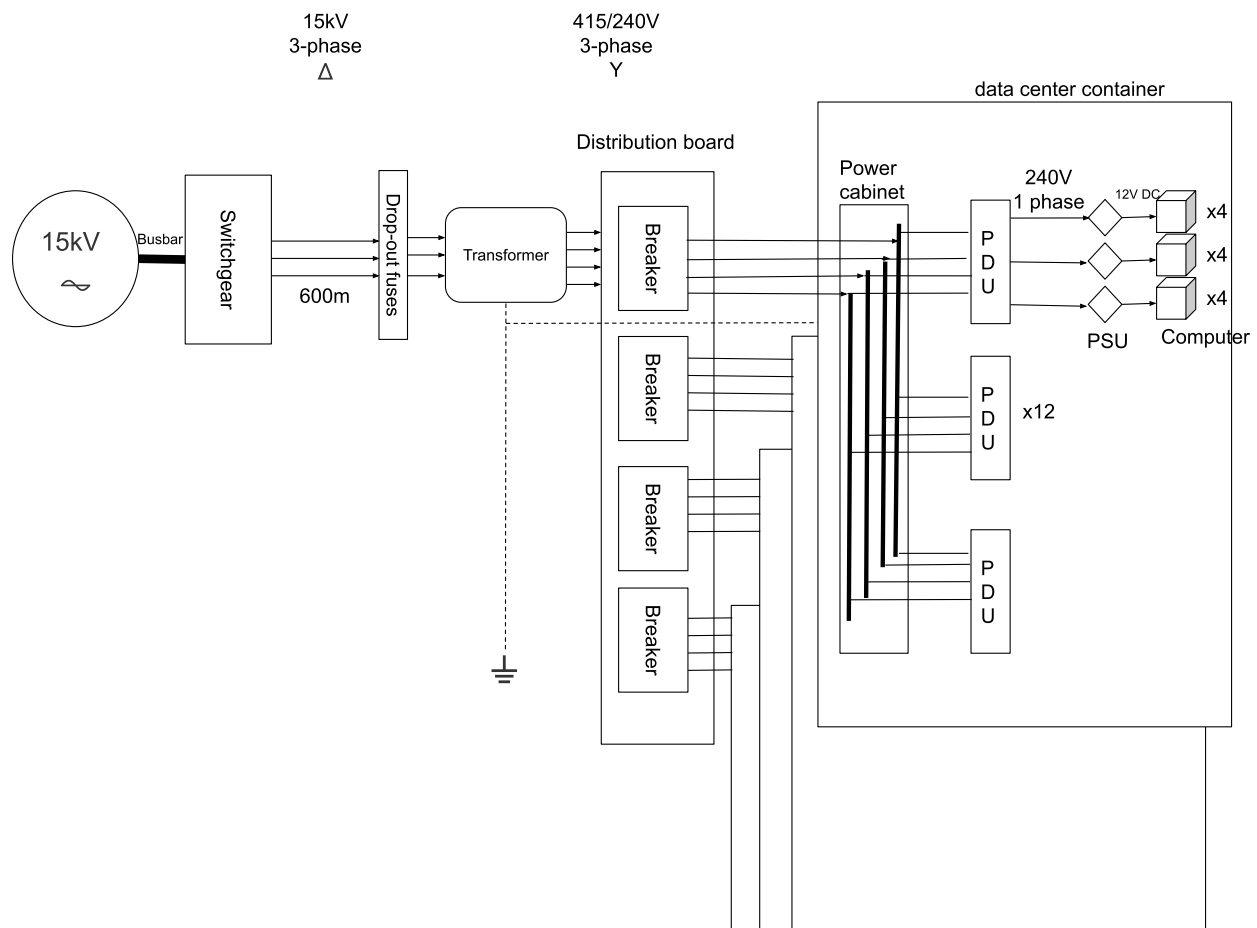 15kV
3-phase
Δ
415/240V
3-phase
Y
data center container
Distribution board
Power
cabinet
240V
1 phase
12V DC
15kV
Busbar
Switchgear
600m
Drop-out fuses
Transformer
Breaker
Breaker
Breaker
Breaker
P
D
U
x4
x4
x4
PSU
Computer
P
D
U
x12
P
D
U